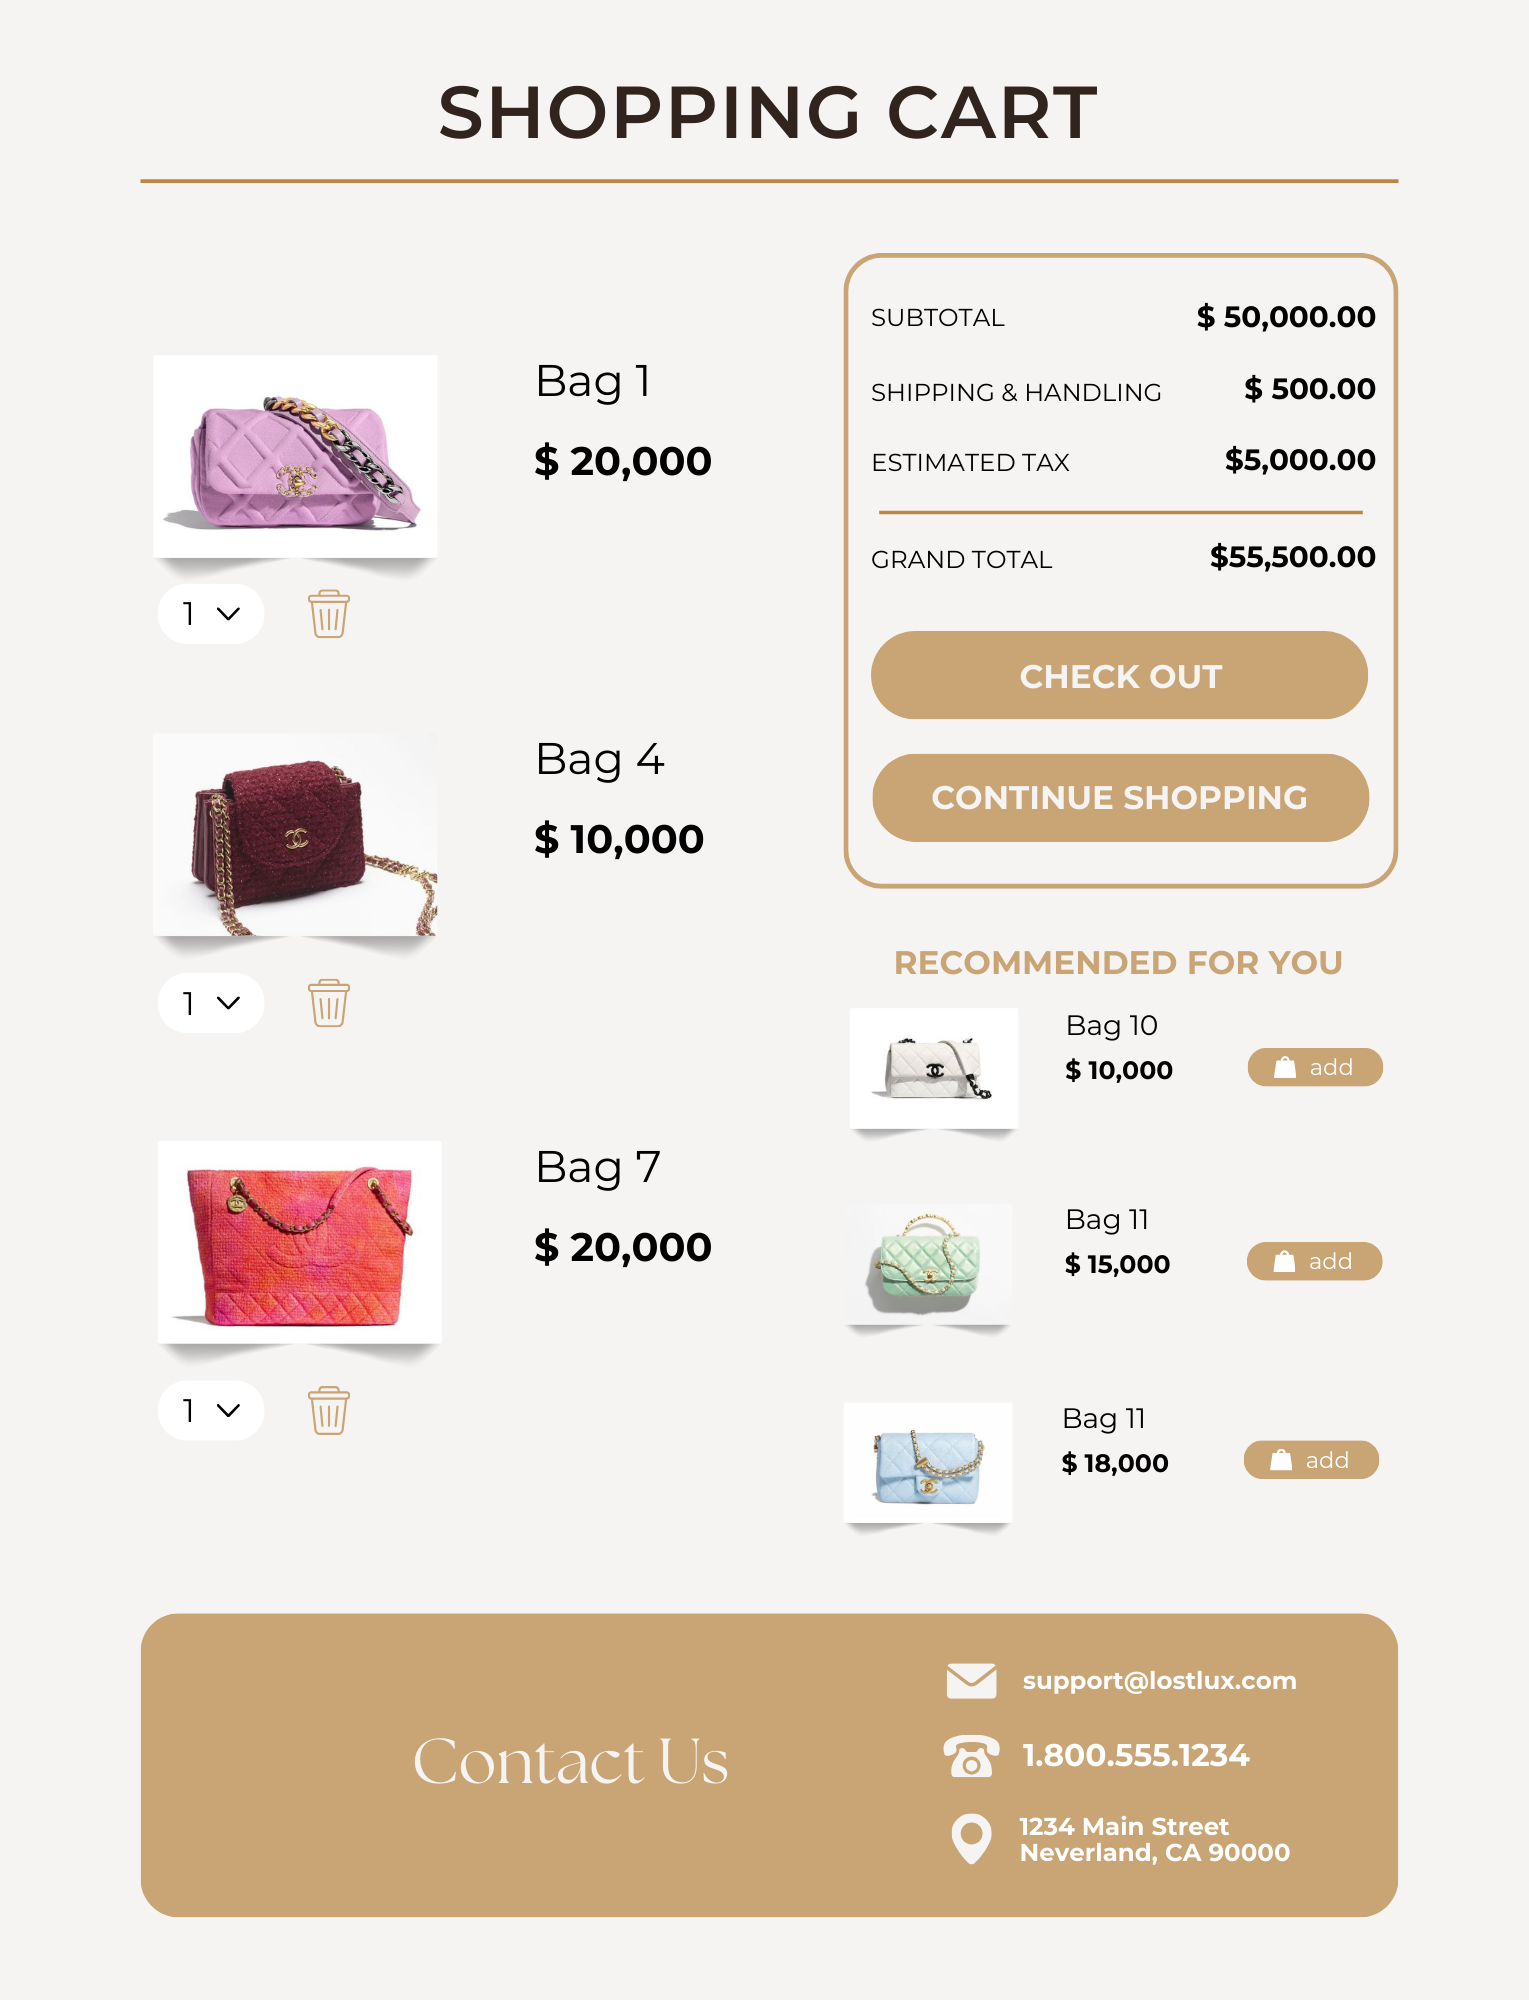 SHOPPING CART
Bag 1
$ 20,000
1
Bag 4
$ 10,000
1
Bag 7
$ 20,000
1
SUBTOTAL $ 50,000.00
SHIPPING & HANDLING $ 500.00
ESTIMATED TAX $5,000.00
GRAND TOTAL $55,500.00
CHECK OUT
CONTINUE SHOPPING
RECOMMENDED FOR YOU
Bag 10
$ 10,000
add
Bag 11
$ 15,000
add
Bag 11
$ 18,000
add
Contact Us
support@lostlux.com
1.800.555.1234
1234 Main Street
Neverland, CA 90000